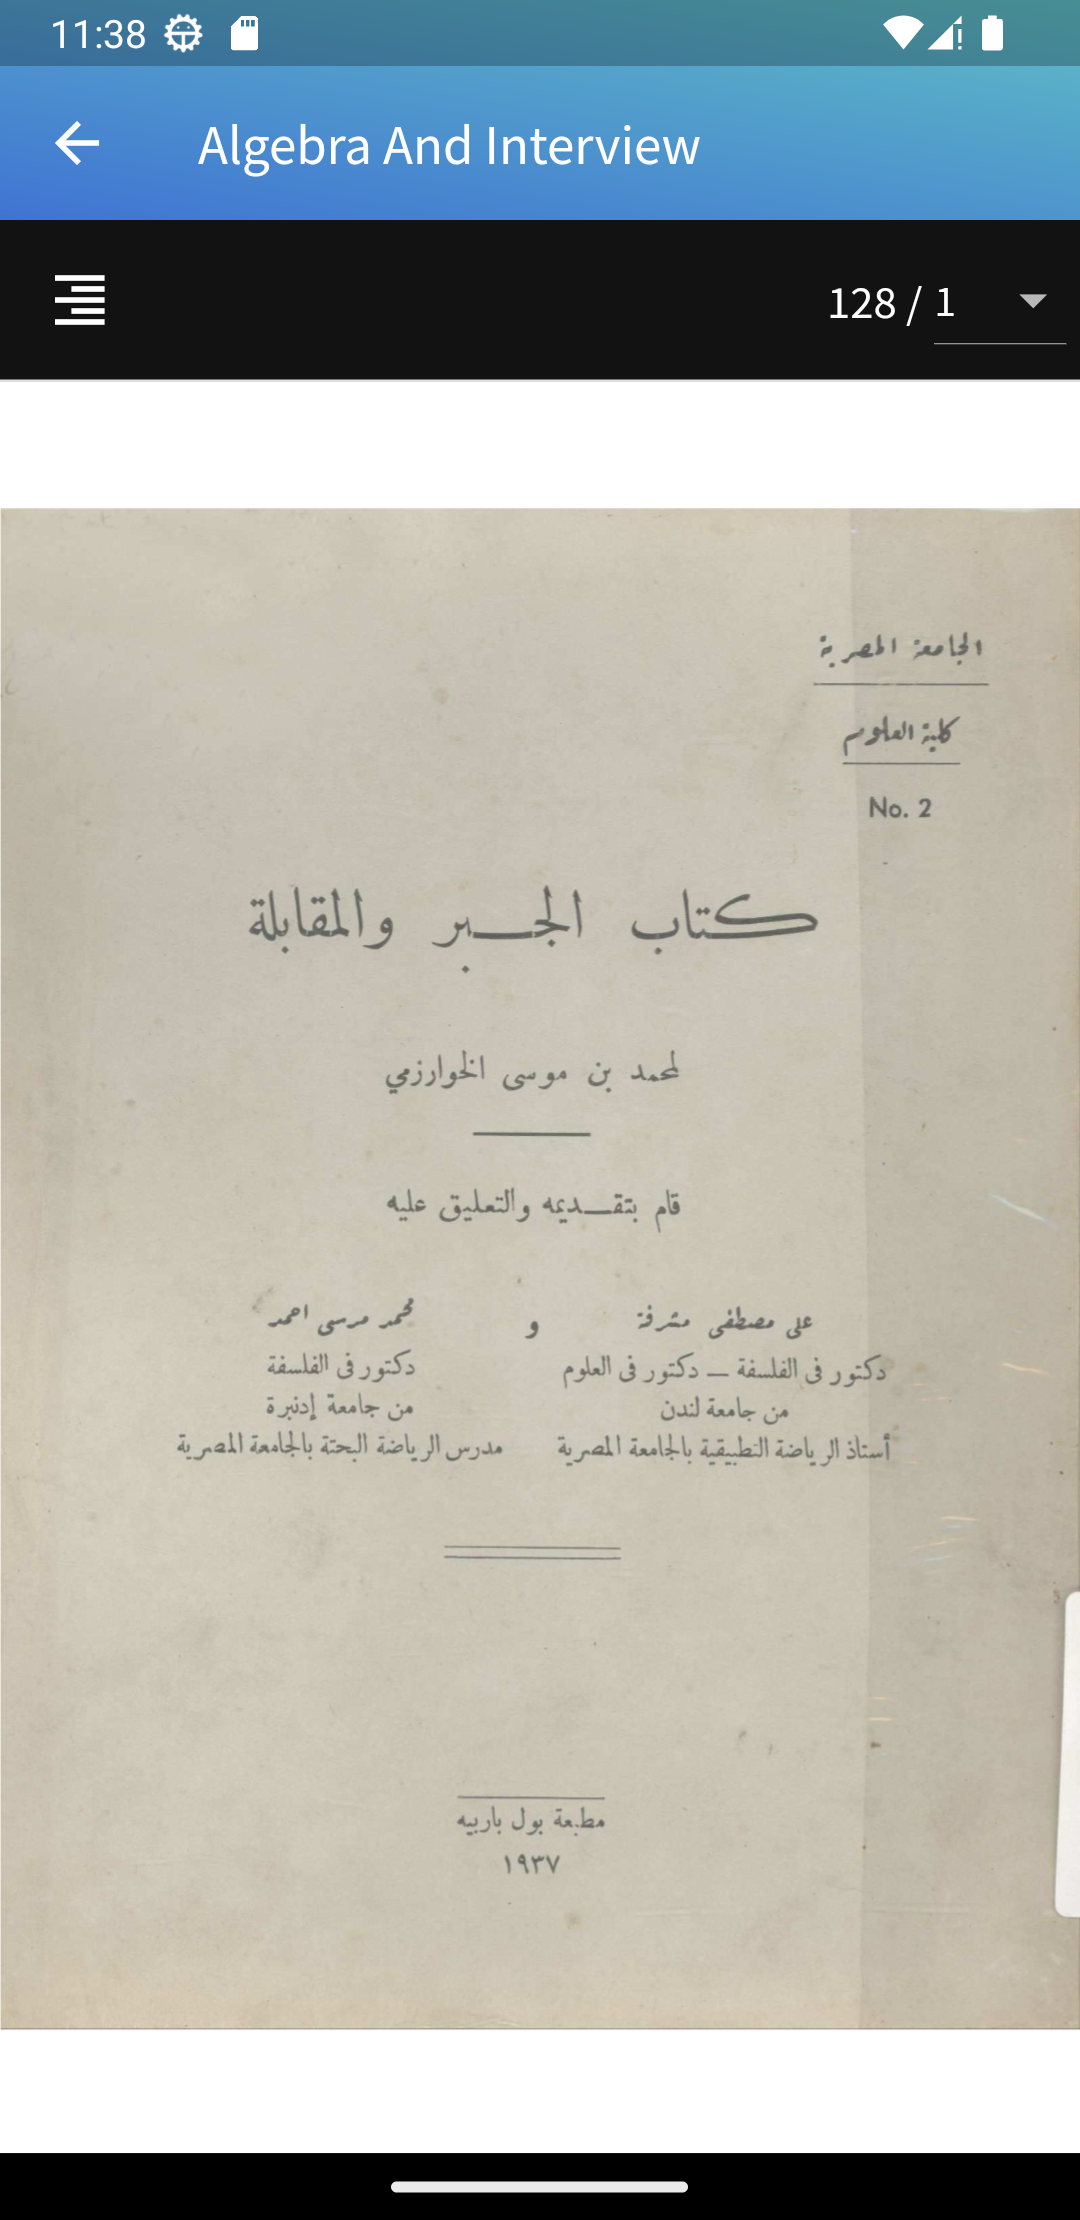 11:38
Algebra And Interview
128 / 1
الجامعة المصرية
كلية العلوم
No. 2
كتاب الجبر والمقابلة
لمحمد بن موسى الخوارزمي
قام بتقديمه والتعليق عليه
على مصطفى مشرفة و محمد مرسى احمد
دكتور فى الفلسفة — دكتور فى العلوم دكتور فى الفلسفة
من جامعة لندن من جامعة إدنبرة
أستاذ الرياضة التطبيقية بالجامعة المصرية مدرس الرياضة البحتة بالجامعة المصرية
مطبعة بول باربيه
١٩٣٧